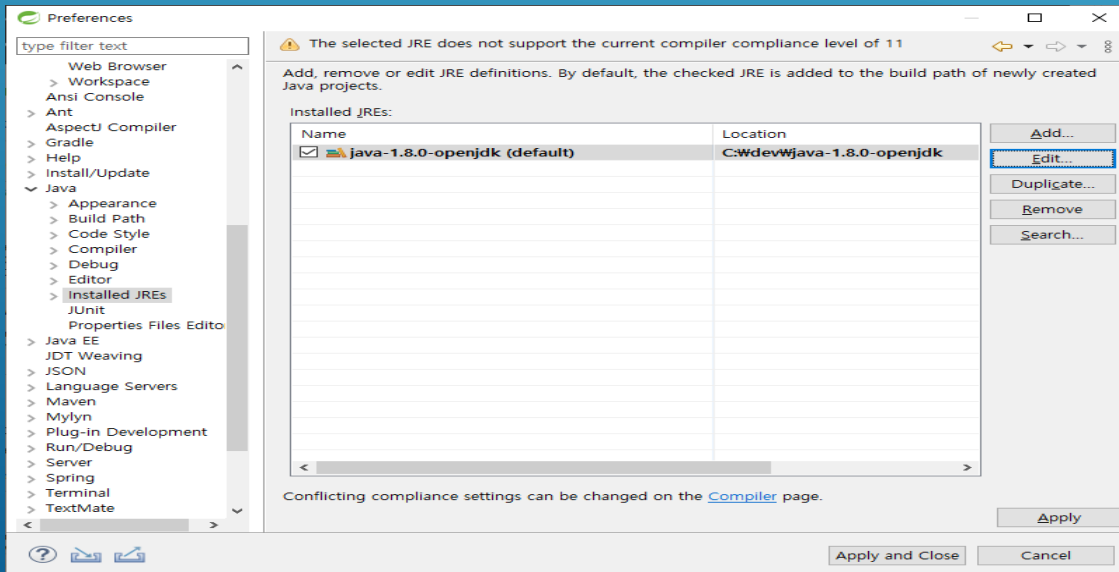 Preferences
type filter text
Web Browser
Workspace
Ansi Console
Ant
AspectJ Compiler
Gradle
Help
Install/Update
Java
Appearance
Build Path
Code Style
Compiler
Debug
Editor
Installed JREs
JUnit
Properties Files Edito
Java EE
JDT Weaving
JSON
Language Servers
Maven
Mylyn
Plug-in Development
Run/Debug
Server
Spring
Terminal
TextMate
The selected JRE does not support the current compiler compliance level of 11
Add, remove or edit JRE definitions. By default, the checked JRE is added to the build path of newly created
Java projects.
Installed JREs:
Name Location
java-1.8.0-openjdk (default) C:₩dev₩java-1.8.0-openjdk
Add...
Edit...
Duplicate...
Remove
Search...
Conflicting compliance settings can be changed on the Compiler page.
Apply
Apply and Close Cancel